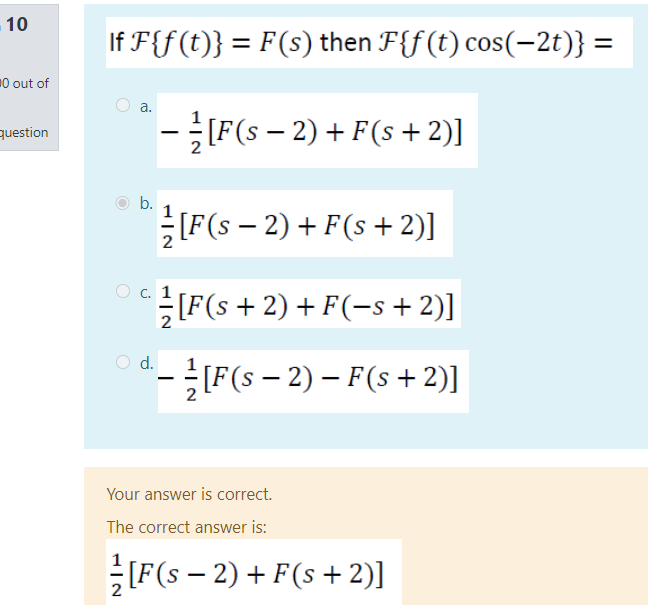 10
If ℱ{f(t)} = F(s) then ℱ{f(t) cos(−2t)} =
out of
question
a.
− 1/2 [F(s − 2) + F(s + 2)]
b.
1/2 [F(s − 2) + F(s + 2)]
c.
1/2 [F(s + 2) + F(−s + 2)]
d.
− 1/2 [F(s − 2) − F(s + 2)]
Your answer is correct.
The correct answer is:
1/2 [F(s − 2) + F(s + 2)]